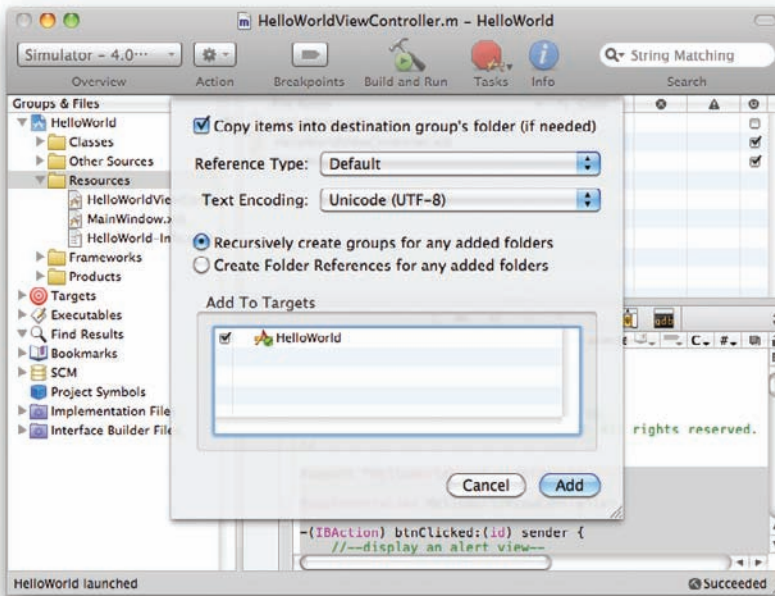 HelloWorldViewController.m – HelloWorld
Simulator – 4.0...
Overview
Action
Breakpoints
Build and Run
Tasks
Info
String Matching
Search
Groups & Files
HelloWorld
Classes
Other Sources
Resources
HelloWorldVie
MainWindow.x
HelloWorld-In
Frameworks
Products
Targets
Executables
Find Results
Bookmarks
SCM
Project Symbols
Implementation File
Interface Builder File
Copy items into destination group's folder (if needed)
Reference Type: Default
Text Encoding: Unicode (UTF-8)
Recursively create groups for any added folders
Create Folder References for any added folders
Add To Targets
HelloWorld
Cancel
Add
gdb
C
#
rights reserved.
-(IBAction) btnClicked:(id) sender {
//--display an alert view--
HelloWorld launched
Succeeded